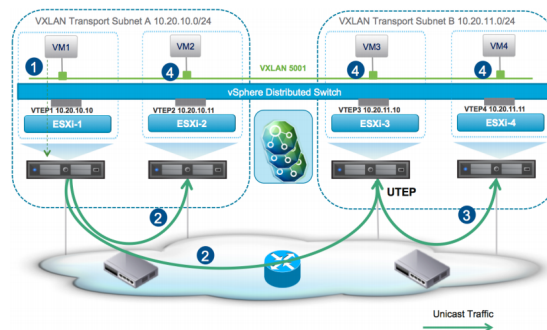 VXLAN Transport Subnet A 10.20.10.0/24
VXLAN Transport Subnet B 10.20.11.0/24
VM1
VM2
VM3
VM4
1
4
VXLAN 5001
4
4
vSphere Distributed Switch
VTEP1 10.20.10.10
VTEP2 10.20.10.11
VTEP3 10.20.11.10
VTEP4 10.20.11.11
ESXi-1
ESXi-2
ESXi-3
ESXi-4
UTEP
2
3
2
Unicast Traffic